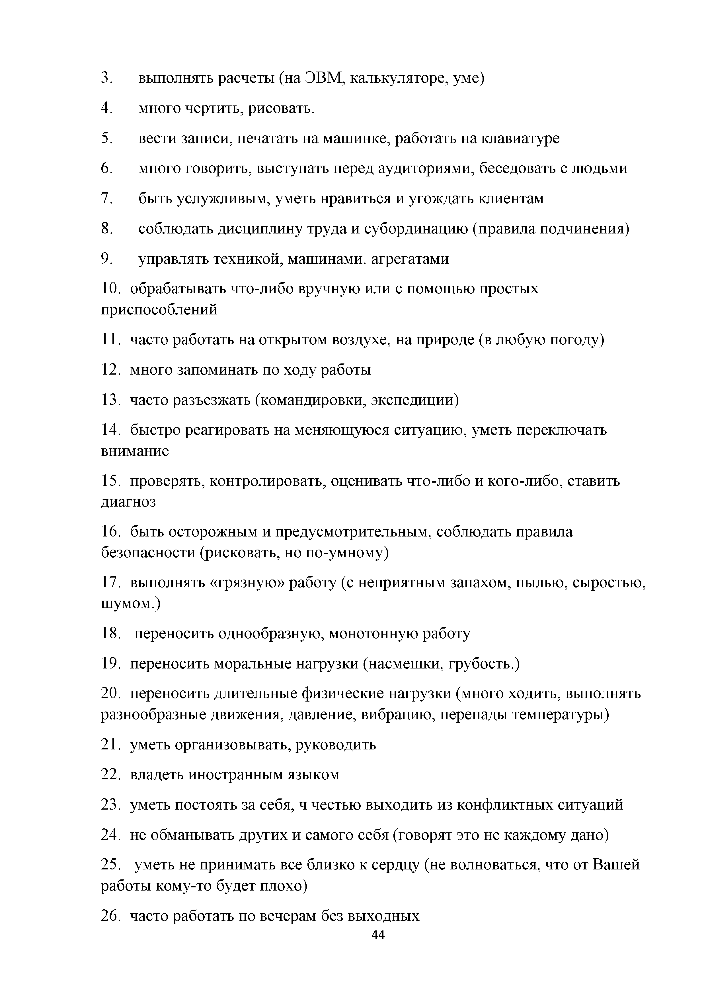 3. выполнять расчеты (на ЭВМ, калькуляторе, уме)
4. много чертить, рисовать.
5. вести записи, печатать на машинке, работать на клавиатуре
6. много говорить, выступать перед аудиториями, беседовать с людьми
7. быть услужливым, уметь нравиться и угождать клиентам
8. соблюдать дисциплину труда и субординацию (правила подчинения)
9. управлять техникой, машинами. агрегатами
10. обрабатывать что-либо вручную или с помощью простых
приспособлений
11. часто работать на открытом воздухе, на природе (в любую погоду)
12. много запоминать по ходу работы
13. часто разъезжать (командировки, экспедиции)
14. быстро реагировать на меняющуюся ситуацию, уметь переключать
внимание
15. проверять, контролировать, оценивать что-либо и кого-либо, ставить
диагноз
16. быть осторожным и предусмотрительным, соблюдать правила
безопасности (рисковать, но по-умному)
17. выполнять «грязную» работу (с неприятным запахом, пылью, сыростью,
шумом.)
18. переносить однообразную, монотонную работу
19. переносить моральные нагрузки (насмешки, грубость.)
20. переносить длительные физические нагрузки (много ходить, выполнять
разнообразные движения, давление, вибрацию, перепады температуры)
21. уметь организовывать, руководить
22. владеть иностранным языком
23. уметь постоять за себя, ч честью выходить из конфликтных ситуаций
24. не обманывать других и самого себя (говорят это не каждому дано)
25. уметь не принимать все близко к сердцу (не волноваться, что от Вашей
работы кому-то будет плохо)
26. часто работать по вечерам без выходных
44